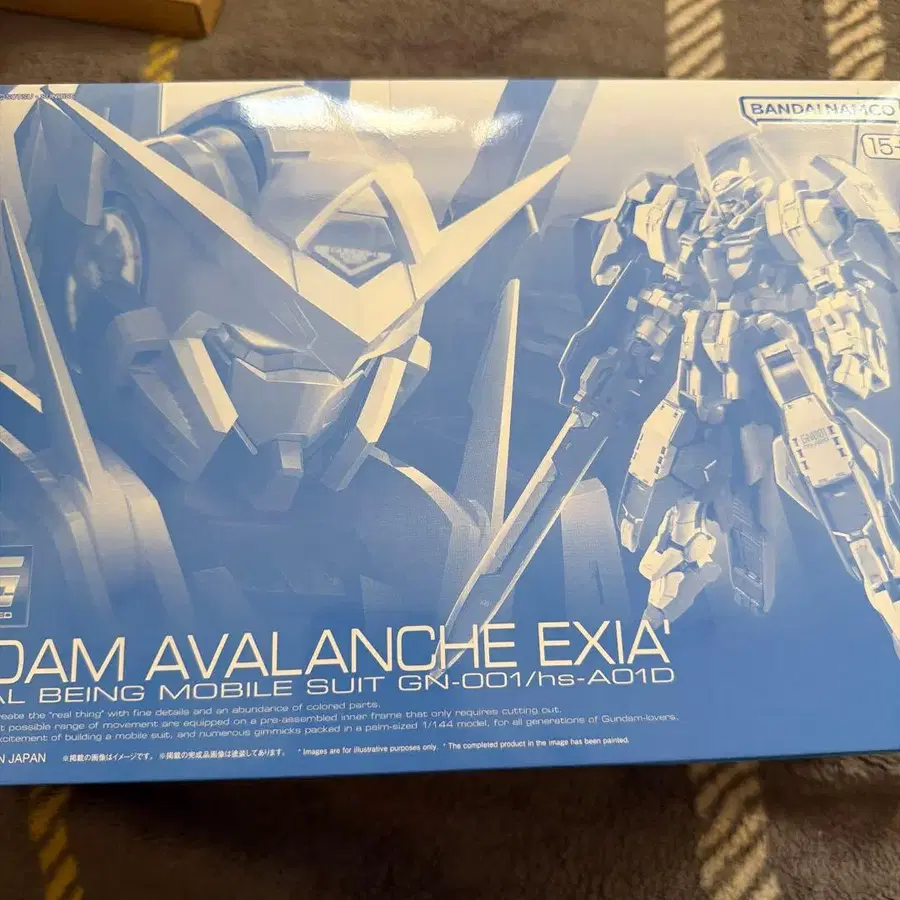 BANDAI NAMCO
15+
GN-001
DAM AVALANCHE EXIA'
AL BEING MOBILE SUIT GN-001/hs-A01D
create the "real thing" with fine details and an abundance of colored parts.
t possible range of movement are equipped on a pre-assembled inner frame that only requires cutting out.
xcitement of building a mobile suit, and numerous gimmicks packed in a palm-sized 1/144 model, for all generations of Gundam-lovers.
N JAPAN ※掲載の画像はイメージです。 ※掲載の完成品画像は塗装してあります。 * Images are for illustrative purposes only. * The completed product in the image has been painted.